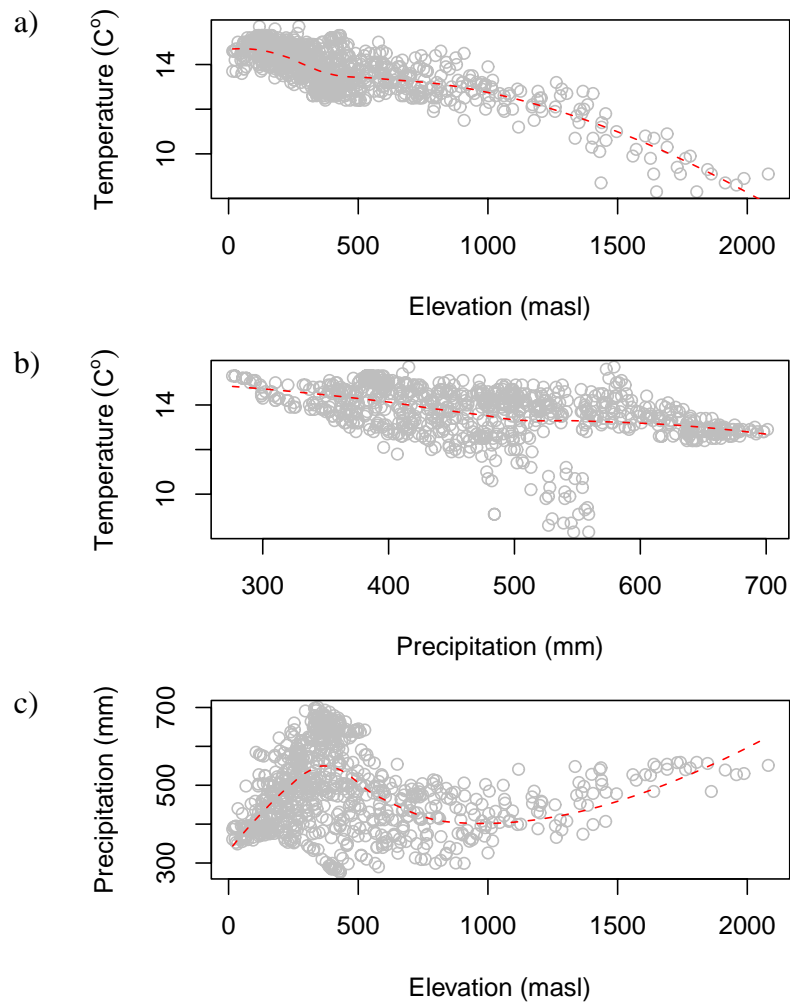 a)
Temperature (C°)
14
10
0 500 1000 1500 2000
Elevation (masl)
b)
Temperature (C°)
14
10
300 400 500 600 700
Precipitation (mm)
c)
Precipitation (mm)
700
500
300
0 500 1000 1500 2000
Elevation (masl)